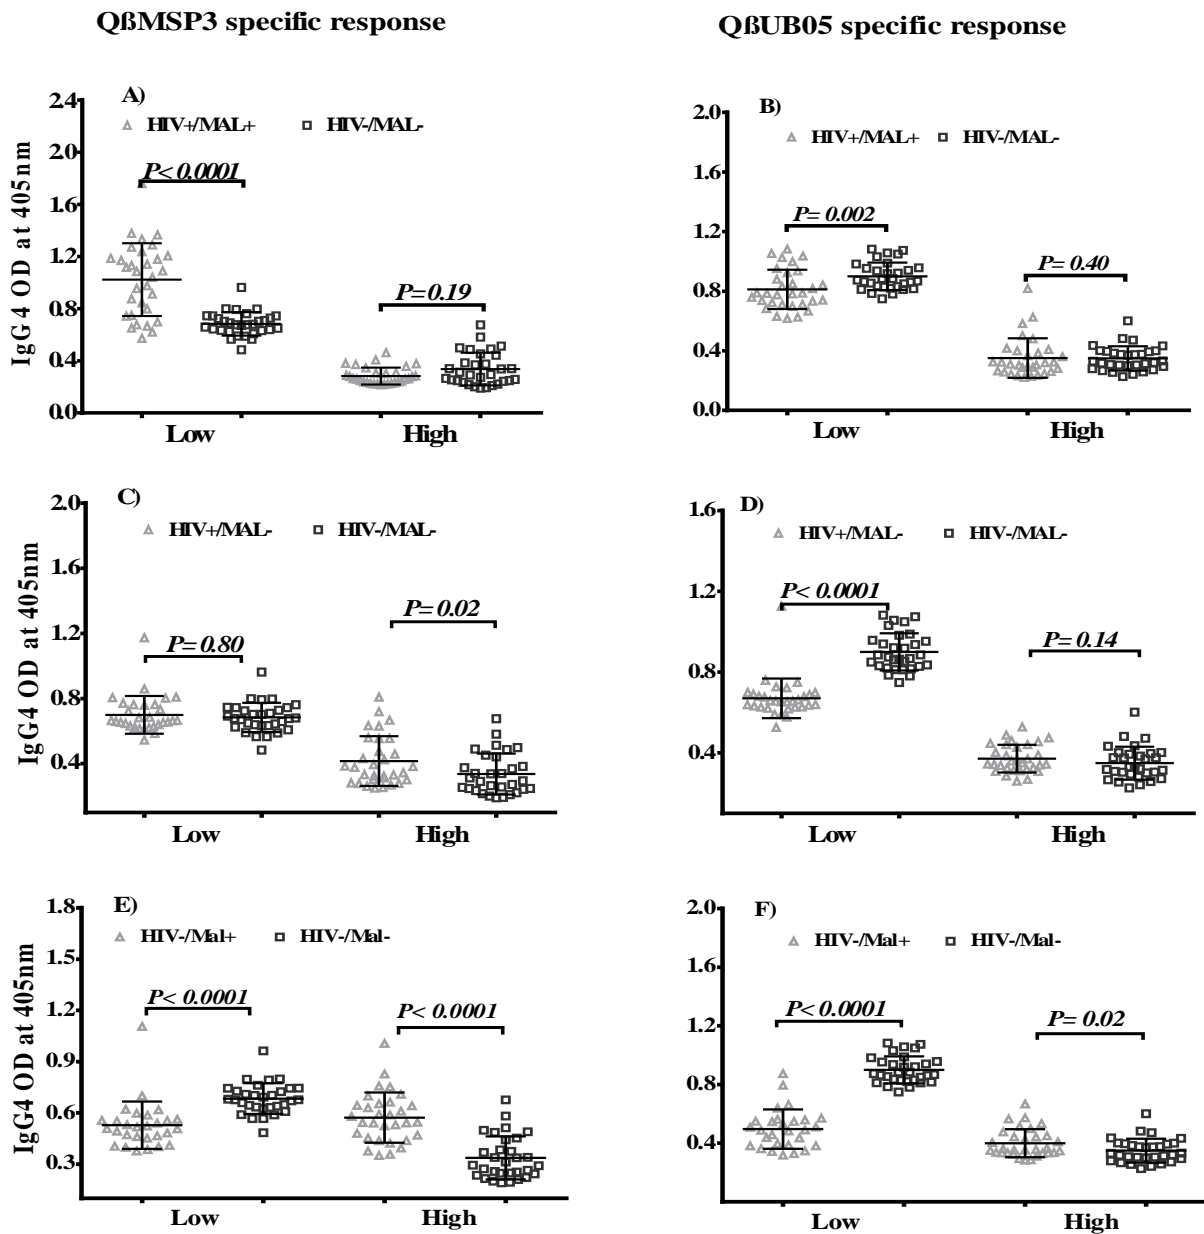 QßMSP3 specific response
QßUB05 specific response
A)
HIV+/MAL+ HIV-/MAL-
IgG4 OD at 405nm
2.4
2.0
1.6
1.2
0.8
0.4
0.0
P< 0.0001
P=0.19
Low High
B)
HIV+/MAL+ HIV-/MAL-
2.0
1.6
1.2
0.8
0.4
0.0
P= 0.002
P= 0.40
Low High
C)
HIV+/MAL- HIV-/MAL-
IgG4 OD at 405nm
2.0
1.6
1.2
0.8
0.4
P= 0.80
P= 0.02
Low High
D)
HIV+/MAL- HIV-/MAL-
1.6
1.2
0.8
0.4
P< 0.0001
P= 0.14
Low High
E)
HIV-/Mal+ HIV-/Mal-
IgG4 OD at 405nm
1.8
1.5
1.2
0.9
0.6
0.3
P< 0.0001
P< 0.0001
Low High
F)
HIV-/Mal+ HIV-/Mal-
2.0
1.6
1.2
0.8
0.4
P< 0.0001
P= 0.02
Low High